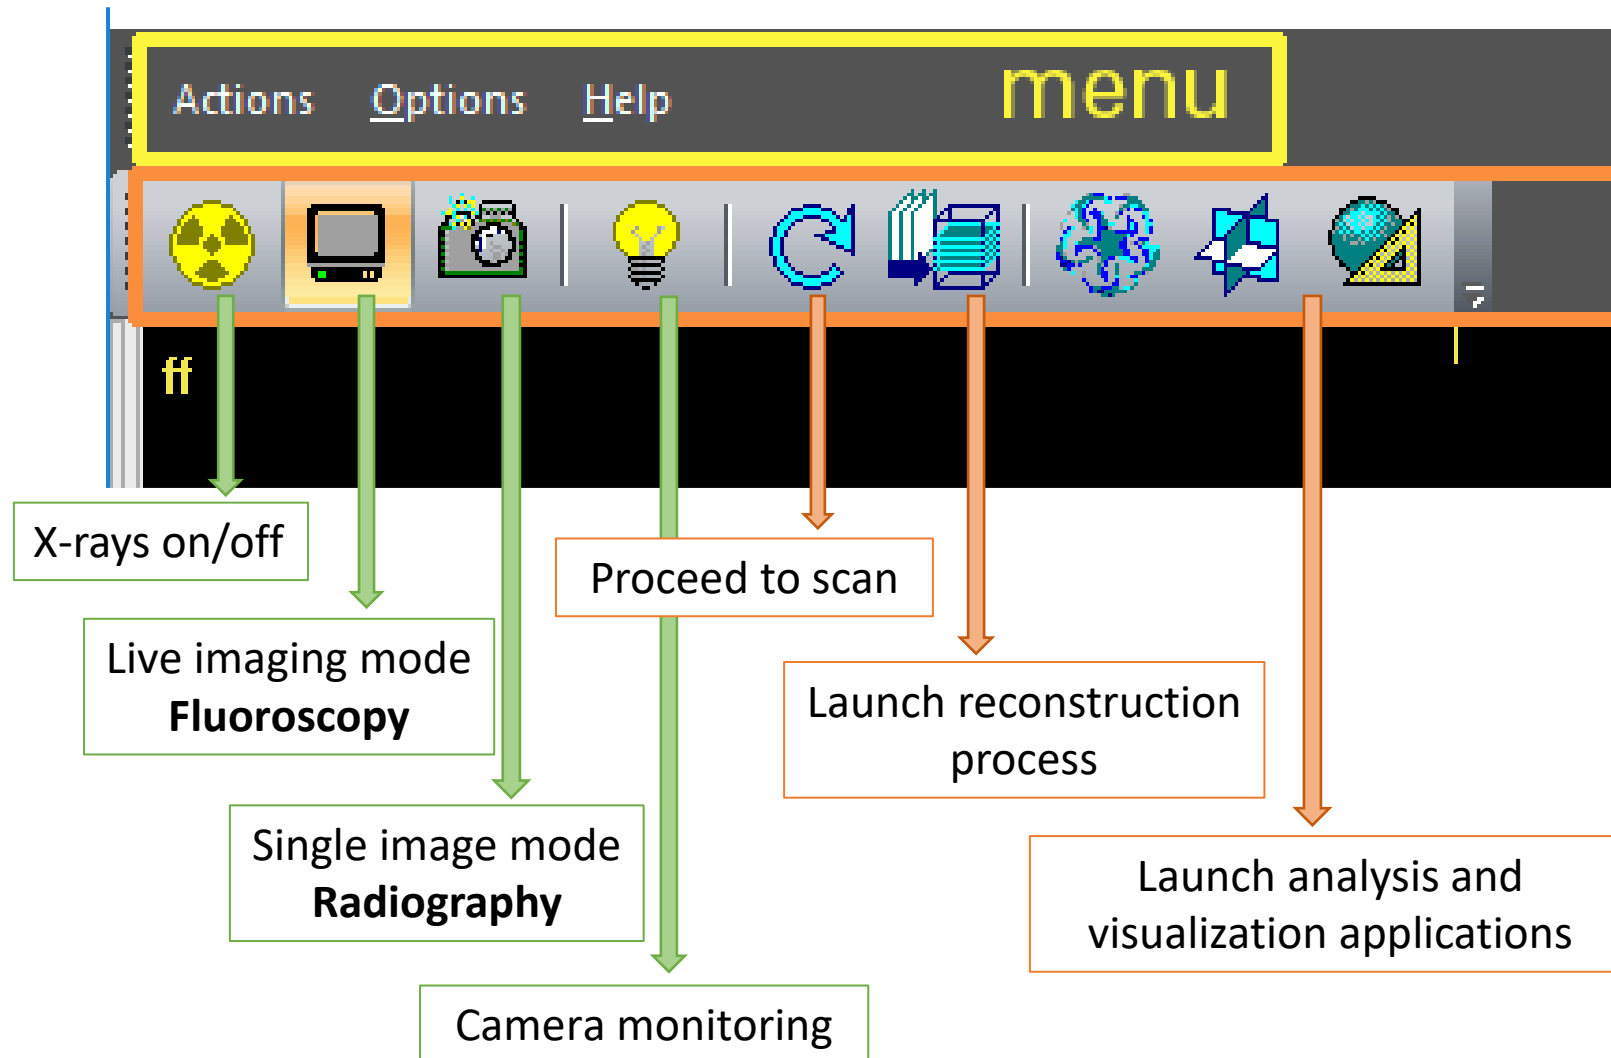 Actions Options Help menu
ff
X-rays on/off
Proceed to scan
Live imaging mode
Fluoroscopy
Launch reconstruction
process
Single image mode
Radiography
Launch analysis and
visualization applications
Camera monitoring